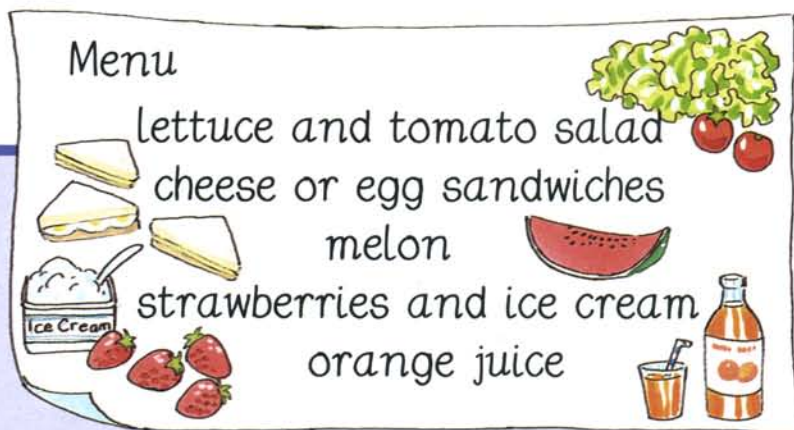 Menu
lettuce and tomato salad
cheese or egg sandwiches
melon
strawberries and ice cream
Ice Cream
orange juice